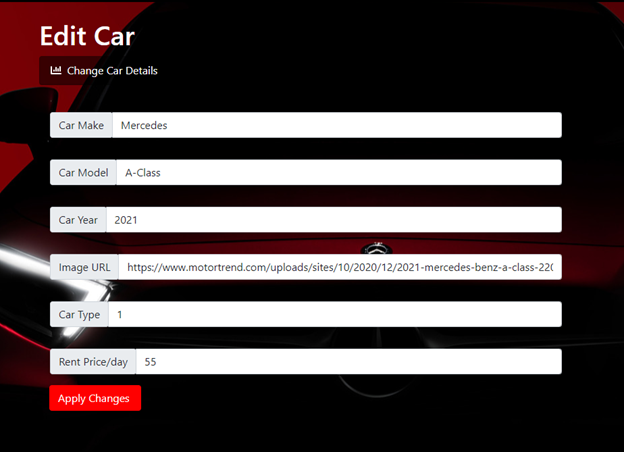 Edit Car
Change Car Details
Car Make Mercedes
Car Model A-Class
Car Year 2021
Image URL https://www.motortrend.com/uploads/sites/10/2020/12/2021-mercedes-benz-a-class-220
Car Type 1
Rent Price/day 55
Apply Changes